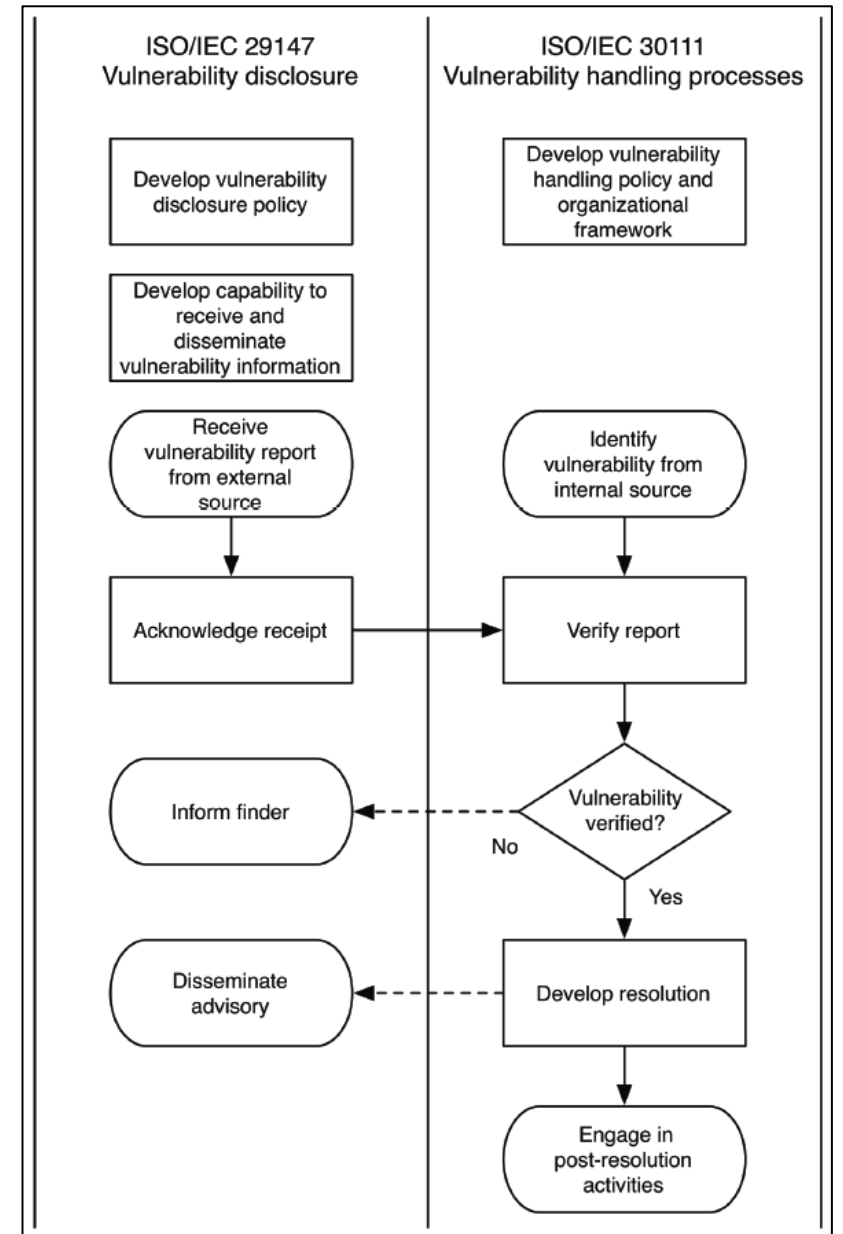 ISO/IEC 29147
Vulnerability disclosure
ISO/IEC 30111
Vulnerability handling processes
Develop vulnerability
disclosure policy
Develop vulnerability
handling policy and
organizational
framework
Develop capability to
receive and
disseminate
vulnerability information
Receive
vulnerability report
from external
source
Identify
vulnerability from
internal source
Acknowledge receipt
Verify report
Inform finder
Vulnerability
verified?
No
Yes
Disseminate
advisory
Develop resolution
Engage in
post-resolution
activities